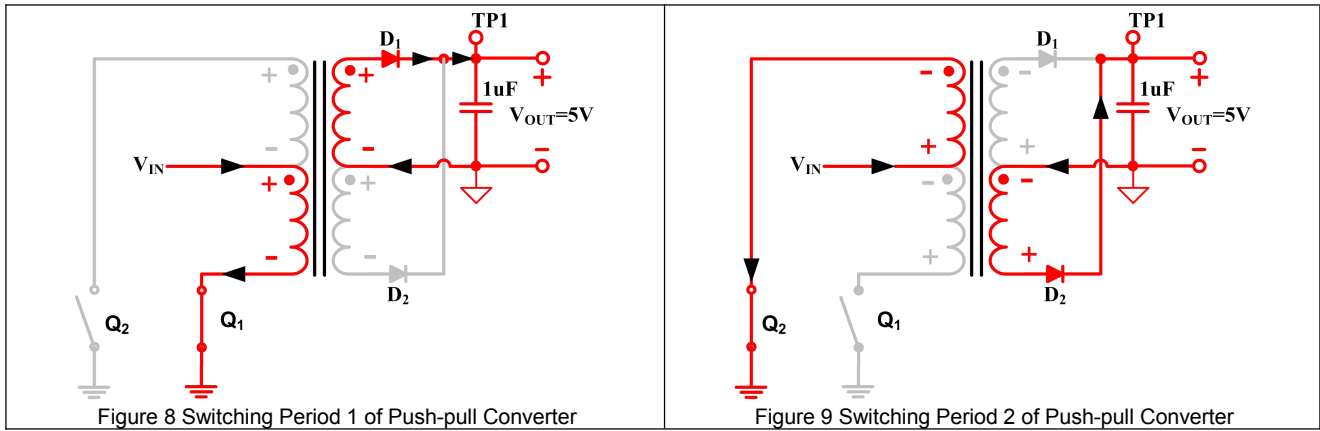 TP1
D1
+
+
+
1uF
VOUT=5V
-
-
-
VIN
+
+
-
-
D2
Q2
Q1
Figure 8 Switching Period 1 of Push-pull Converter
TP1
D1
-
-
+
1uF
VOUT=5V
+
+
-
VIN
-
-
+
+
D2
Q2
Q1
Figure 9 Switching Period 2 of Push-pull Converter